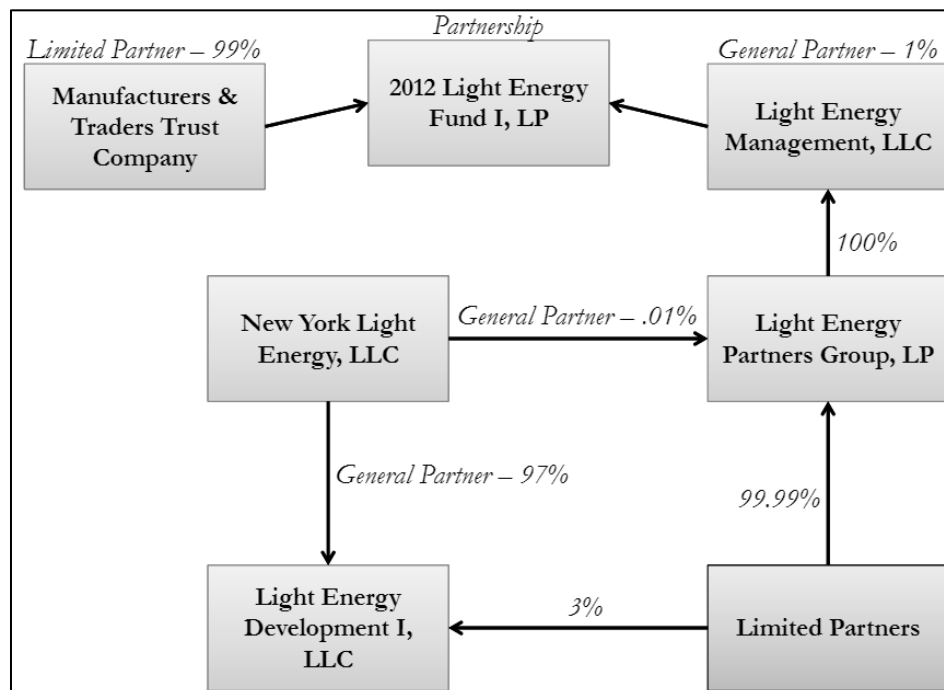 Partnership
Limited Partner – 99%
General Partner – 1%
Manufacturers &
Traders Trust
Company
2012 Light Energy
Fund I, LP
Light Energy
Management, LLC
100%
New York Light
Energy, LLC
General Partner – .01%
Light Energy
Partners Group, LP
General Partner – 97%
99.99%
Light Energy
Development I,
LLC
3%
Limited Partners